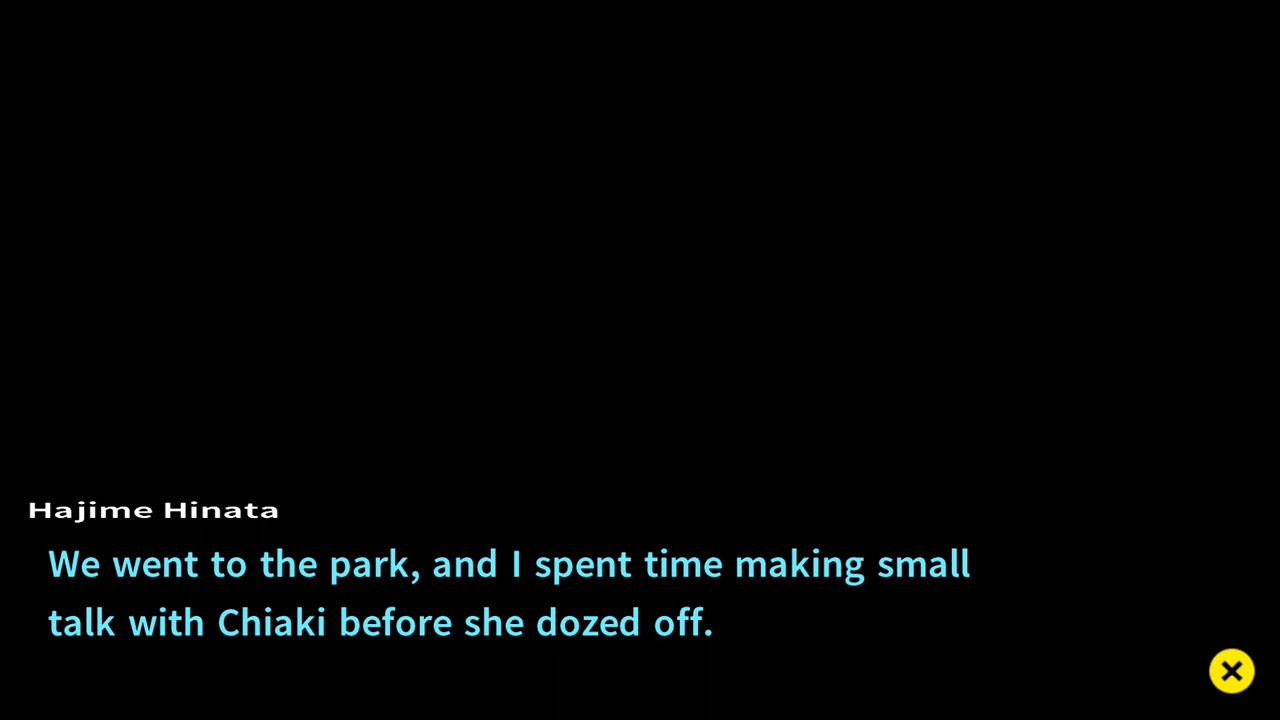 Hajime Hinata
We went to the park, and I spent time making small
talk with Chiaki before she dozed off.